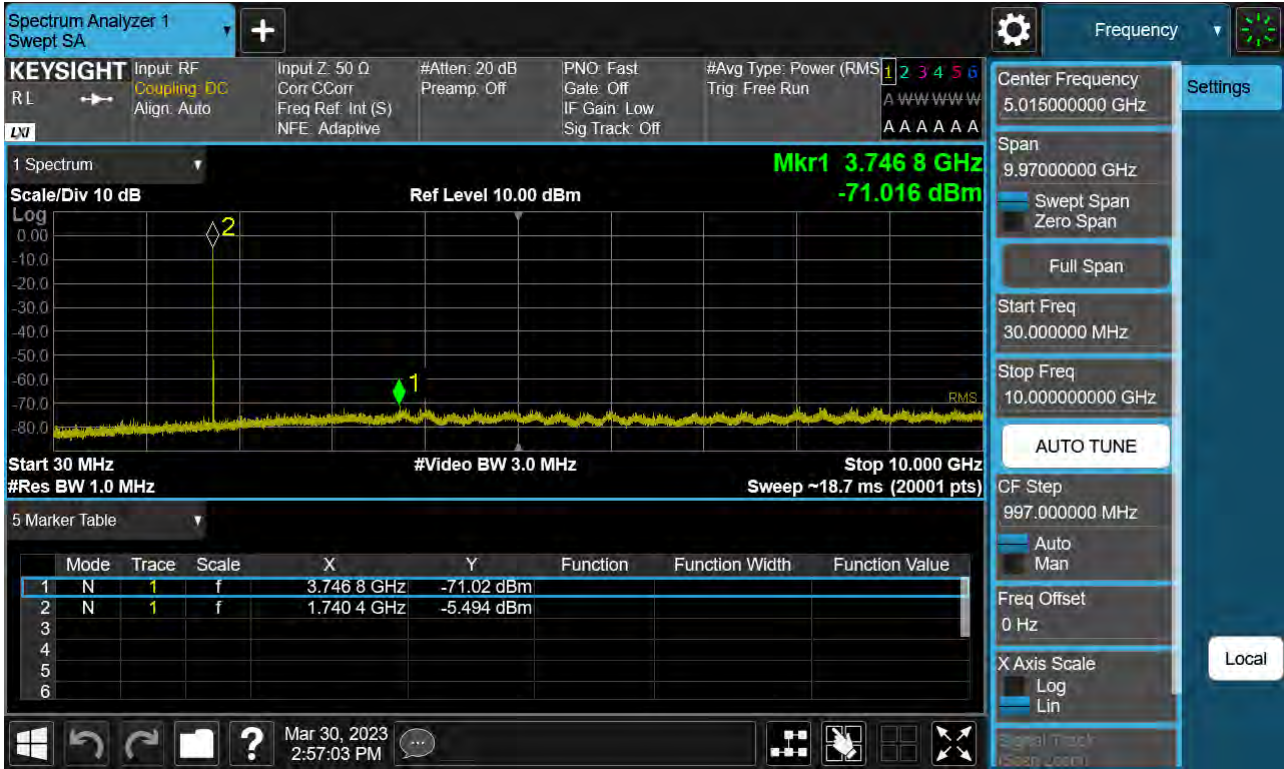 Spectrum Analyzer 1
Swept SA
+
Frequency
KEYSIGHT
RL
LXI
Input: RF
Coupling: DC
Align: Auto
Input Z: 50 Ω
Corr CCorr
Freq Ref: Int (S)
NFE: Adaptive
#Atten: 20 dB
Preamp: Off
PNO: Fast
Gate: Off
IF Gain: Low
Sig Track: Off
#Avg Type: Power (RMS
Trig: Free Run
1 2 3 4 5 6
A W W W W W
A A A A A A
1 Spectrum
Scale/Div 10 dB
Ref Level 10.00 dBm
Mkr1 3.746 8 GHz
-71.016 dBm
Log
0.00
-10.0
-20.0
-30.0
-40.0
-50.0
-60.0
-70.0
-80.0
2
1
RMS
Start 30 MHz
#Video BW 3.0 MHz
Stop 10.000 GHz
#Res BW 1.0 MHz
Sweep ~18.7 ms (20001 pts)
5 Marker Table
Mode Trace Scale X Y Function Function Width Function Value
1 N 1 f 3.746 8 GHz -71.02 dBm
2 N 1 f 1.740 4 GHz -5.494 dBm
3
4
5
6
?
Mar 30, 2023
2:57:03 PM
Center Frequency
5.015000000 GHz
Settings
Span
9.97000000 GHz
Swept Span
Zero Span
Full Span
Start Freq
30.000000 MHz
Stop Freq
10.000000000 GHz
AUTO TUNE
CF Step
997.000000 MHz
Auto
Man
Freq Offset
0 Hz
X Axis Scale
Log
Lin
Local
Signal Track
(Span Zoom)